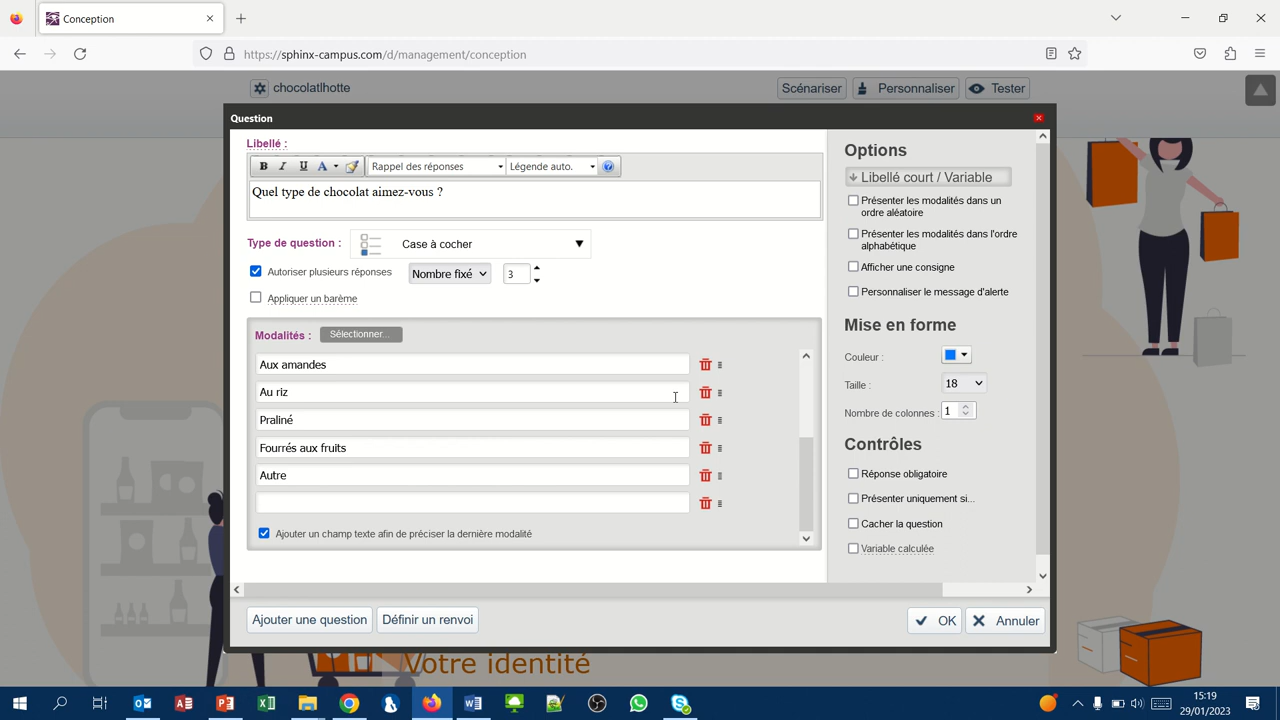 Conception
https://sphinx-campus.com/d/management/conception
chocolatlhotte
Scénariser
Personnaliser
Tester
Question
Libellé :
B I U A
Rappel des réponses
Légende auto.
Quel type de chocolat aimez-vous ?
Type de question :
Case à cocher
Autoriser plusieurs réponses
Nombre fixé
3
Appliquer un barème
Modalités :
Sélectionner...
Aux amandes
Au riz
Praliné
Fourrés aux fruits
Autre
Ajouter un champ texte afin de préciser la dernière modalité
Options
Libellé court / Variable
Présenter les modalités dans un
ordre aléatoire
Présenter les modalités dans l'ordre
alphabétique
Afficher une consigne
Personnaliser le message d'alerte
Mise en forme
Couleur :
Taille :
18
Nombre de colonnes :
1
Contrôles
Réponse obligatoire
Présenter uniquement si...
Cacher la question
Variable calculée
Ajouter une question
Définir un renvoi
OK
Annuler
Votre identité
15:19
29/01/2023